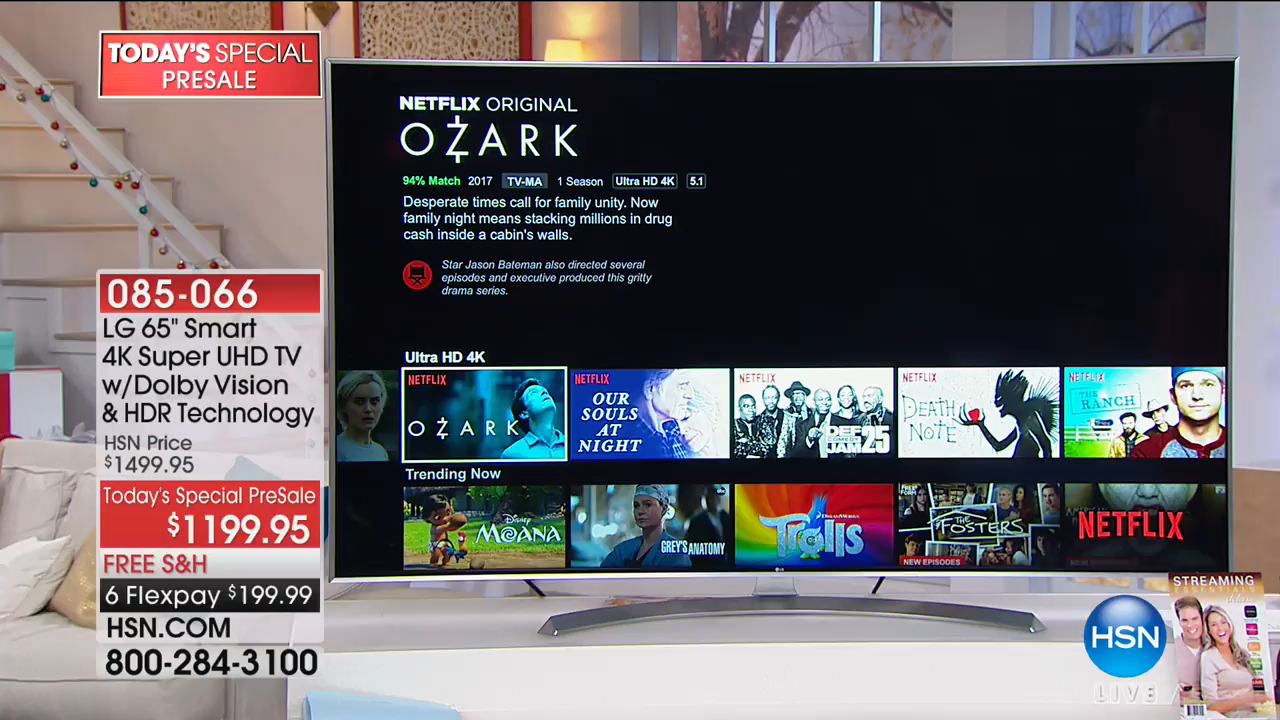 TODAY'S SPECIAL
PRESALE
085-066
LG 65" Smart
4K Super UHD TV
w/Dolby Vision
& HDR Technology
HSN Price
$1499.95
Today's Special PreSale
$1199.95
FREE S&H
6 Flexpay $199.99
HSN.COM
800-284-3100
NETFLIX ORIGINAL
OZARK
94% Match 2017 TV-MA 1 Season Ultra HD 4K 5.1
Desperate times call for family unity. Now
family night means stacking millions in drug
cash inside a cabin's walls.
Star Jason Bateman also directed several
episodes and executive produced this gritty
drama series.
Ultra HD 4K
NETFLIX
OZARK
NETFLIX
OUR
SOULS
AT
NIGHT
NETFLIX
DEF
COMEDY
JAM 25
NETFLIX
DEATH
NOTE
NETFLIX
THE
RANCH
Trending Now
Disney
MOANA
abc
GREY'S ANATOMY
DREAMWORKS
Trolls
FREEFORM
THE
FOSTERS
NEW EPISODES
NETFLIX
LG
STREAMING
ESSENTIALS
HSN
LIVE